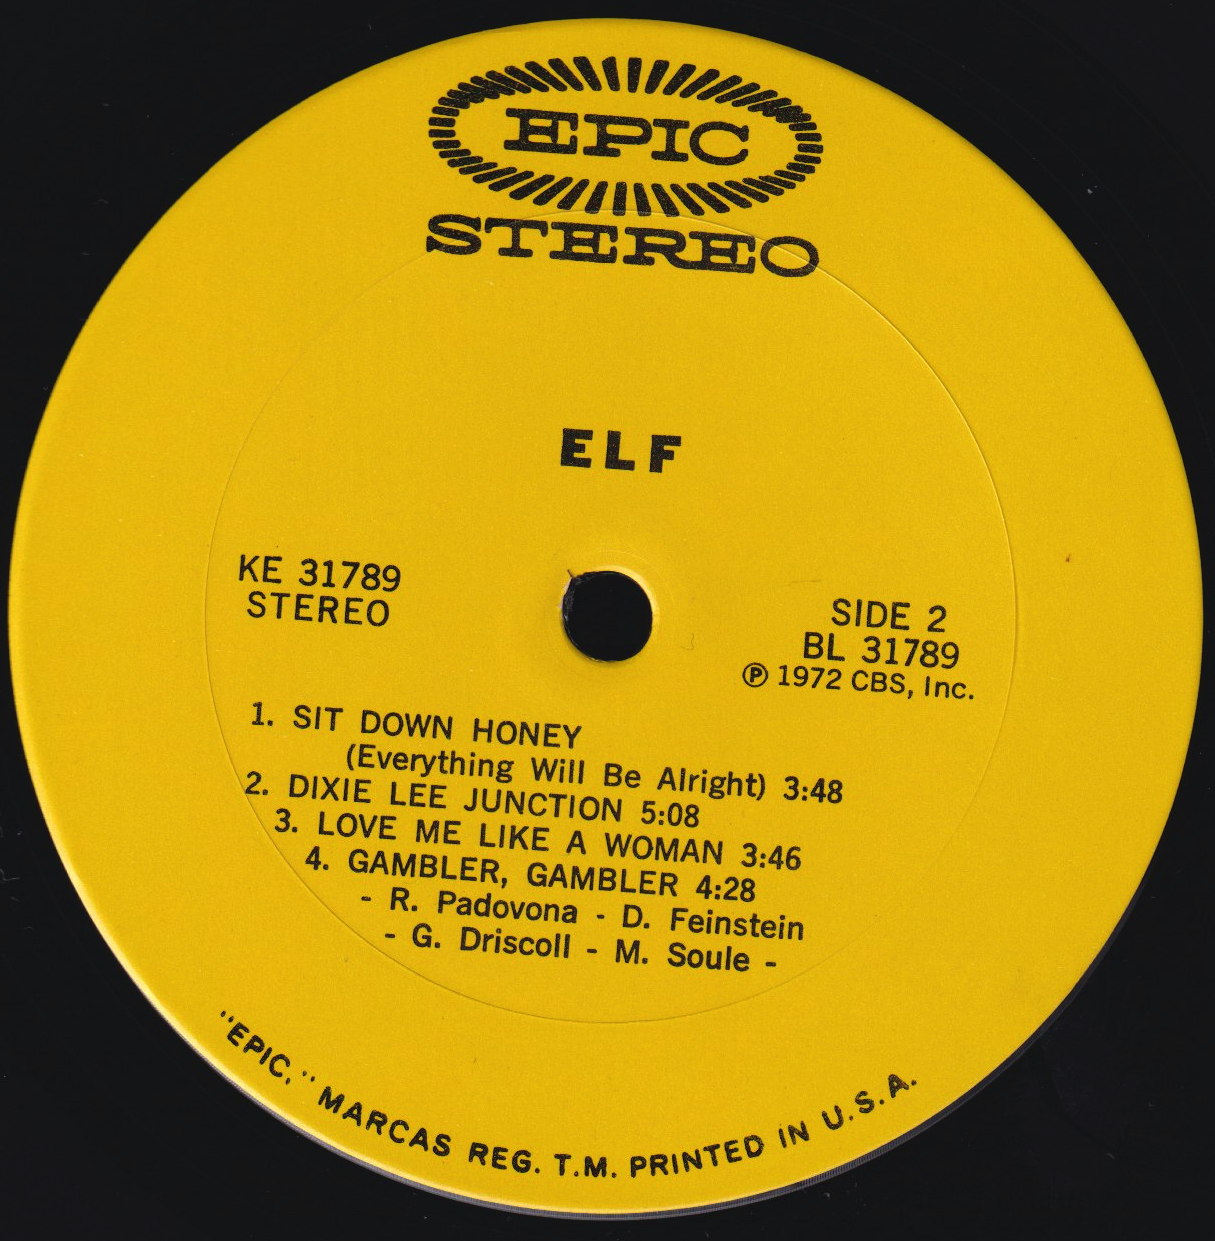 EPIC
STEREO
ELF
KE 31789
STEREO
SIDE 2
BL 31789
Ⓟ 1972 CBS, Inc.
1. SIT DOWN HONEY
(Everything Will Be Alright) 3:48
2. DIXIE LEE JUNCTION 5:08
3. LOVE ME LIKE A WOMAN 3:46
4. GAMBLER, GAMBLER 4:28
- R. Padovona - D. Feinstein
- G. Driscoll - M. Soule -
"EPIC," MARCAS REG. T.M. PRINTED IN U.S.A.